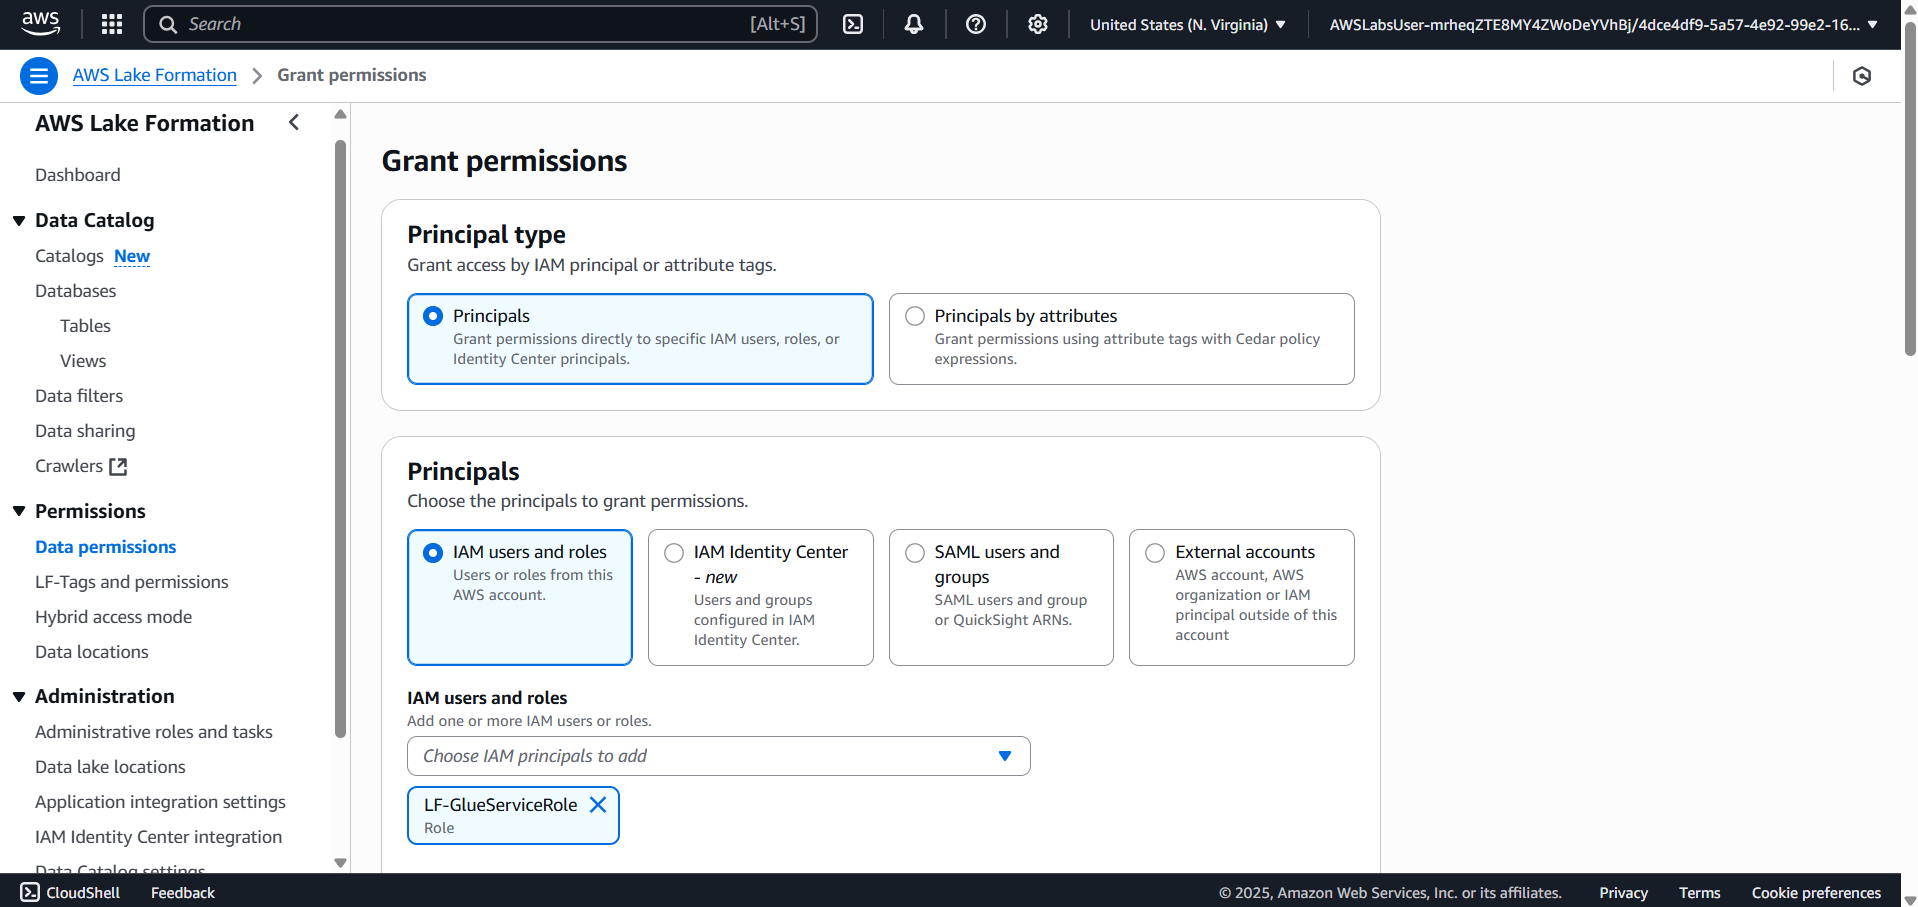 aws
Search
[Alt+S]
United States (N. Virginia)
AWSLabsUser-mrheqZTE8MY4ZWoDeYVhBj/4dce4df9-5a57-4e92-99e2-16...
AWS Lake Formation
Grant permissions
AWS Lake Formation
Dashboard
Data Catalog
Catalogs New
Databases
Tables
Views
Data filters
Data sharing
Crawlers
Permissions
Data permissions
LF-Tags and permissions
Hybrid access mode
Data locations
Administration
Administrative roles and tasks
Data lake locations
Application integration settings
IAM Identity Center integration
Data Catalog settings
Grant permissions
Principal type
Grant access by IAM principal or attribute tags.
Principals
Grant permissions directly to specific IAM users, roles, or
Identity Center principals.
Principals by attributes
Grant permissions using attribute tags with Cedar policy
expressions.
Principals
Choose the principals to grant permissions.
IAM users and roles
Users or roles from this
AWS account.
IAM Identity Center
- new
Users and groups
configured in IAM
Identity Center.
SAML users and
groups
SAML users and group
or QuickSight ARNs.
External accounts
AWS account, AWS
organization or IAM
principal outside of this
account
IAM users and roles
Add one or more IAM users or roles.
Choose IAM principals to add
LF-GlueServiceRole
Role
CloudShell
Feedback
© 2025, Amazon Web Services, Inc. or its affiliates.
Privacy
Terms
Cookie preferences